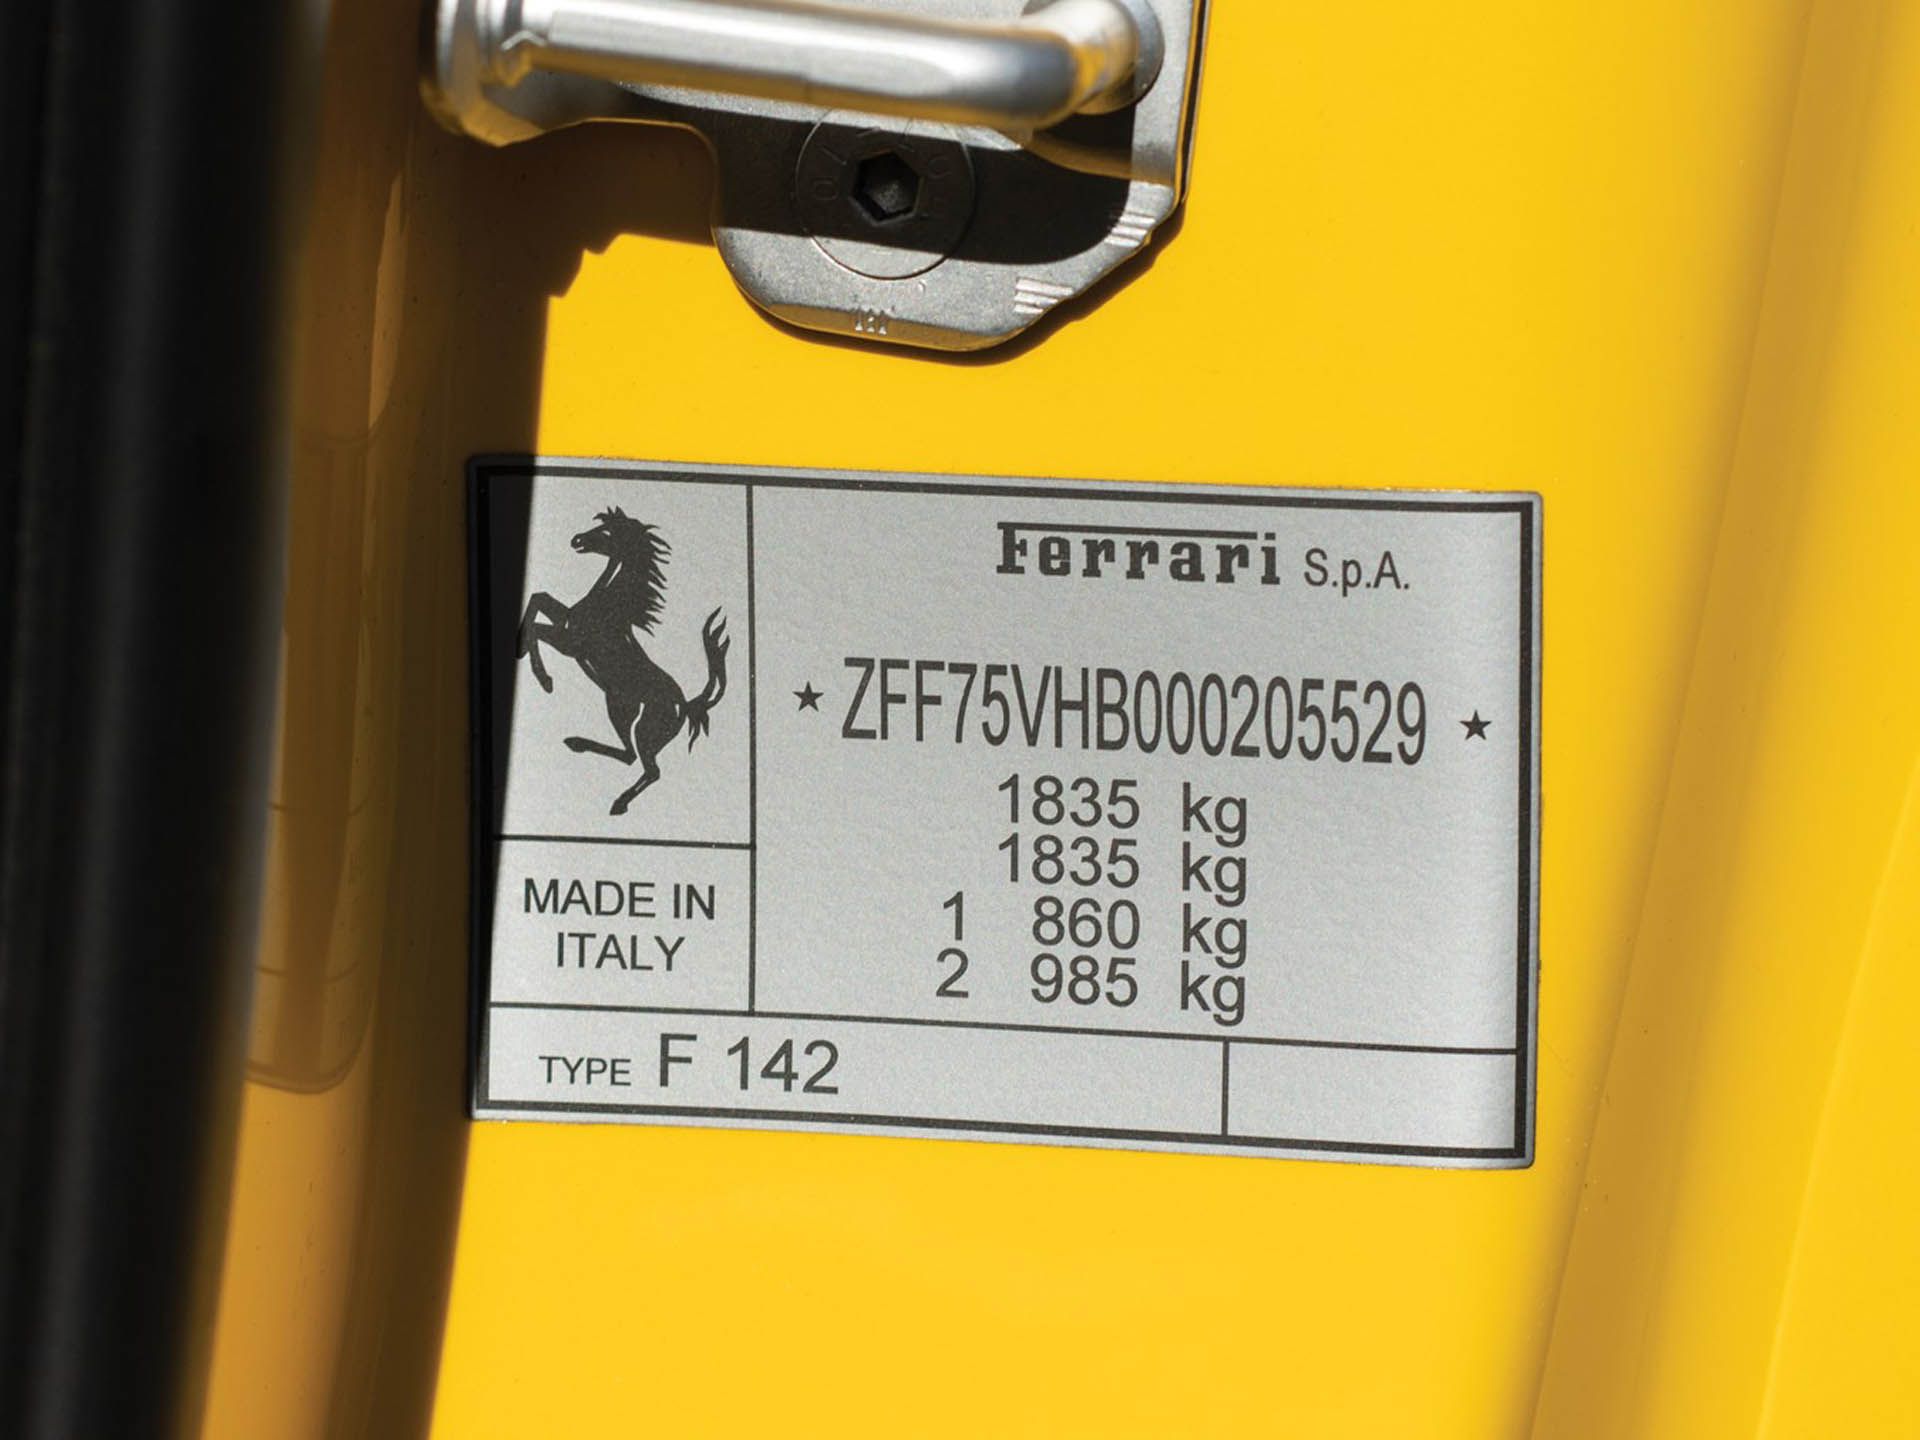 Ferrari S.p.A.
★ ZFF75VHB000205529 ★
1835 kg
1835 kg
1 860 kg
2 985 kg
MADE IN
ITALY
TYPE F 142